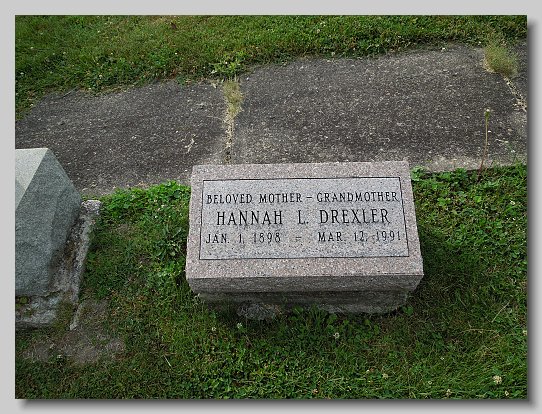 BELOVED MOTHER – GRANDMOTHER
HANNAH L. DREXLER
JAN. 1 1898 – MAR. 12, 1991